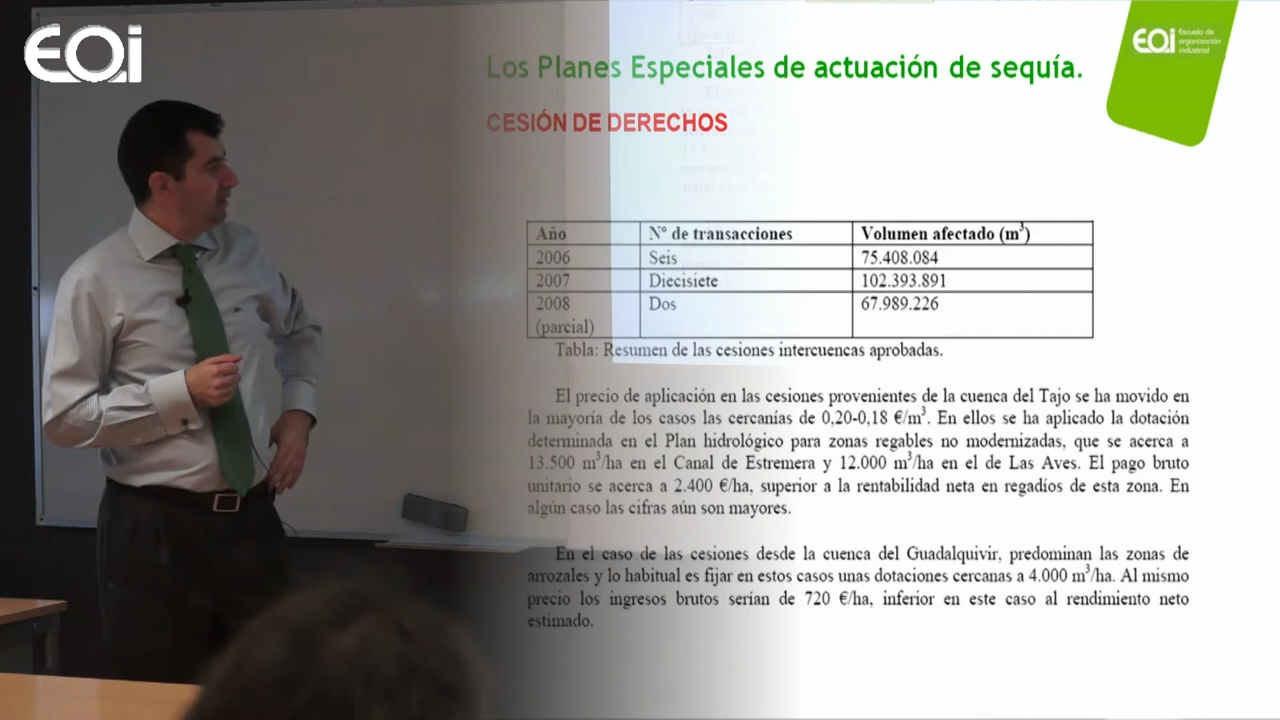 EOI
EOI Escuela de
organización
industrial
Los Planes Especiales de actuación de sequía.
CESIÓN DE DERECHOS
Año Nº de transacciones Volumen afectado (m³)
2006 Seis 75.408.084
2007 Diecisiete 102.393.891
2008 Dos 67.989.226
(parcial)
Tabla: Resumen de las cesiones intercuencas aprobadas.
El precio de aplicación en las cesiones provenientes de la cuenca del Tajo se ha movido en
la mayoría de los casos las cercanías de 0,20-0,18 €/m³. En ellos se ha aplicado la dotación
determinada en el Plan hidrológico para zonas regables no modernizadas, que se acerca a
13.500 m³/ha en el Canal de Estremera y 12.000 m³/ha en el de Las Aves. El pago bruto
unitario se acerca a 2.400 €/ha, superior a la rentabilidad neta en regadíos de esta zona. En
algún caso las cifras aún son mayores.
En el caso de las cesiones desde la cuenca del Guadalquivir, predominan las zonas de
arrozales y lo habitual es fijar en estos casos unas dotaciones cercanas a 4.000 m³/ha. Al mismo
precio los ingresos brutos serían de 720 €/ha, inferior en este caso al rendimiento neto
estimado.